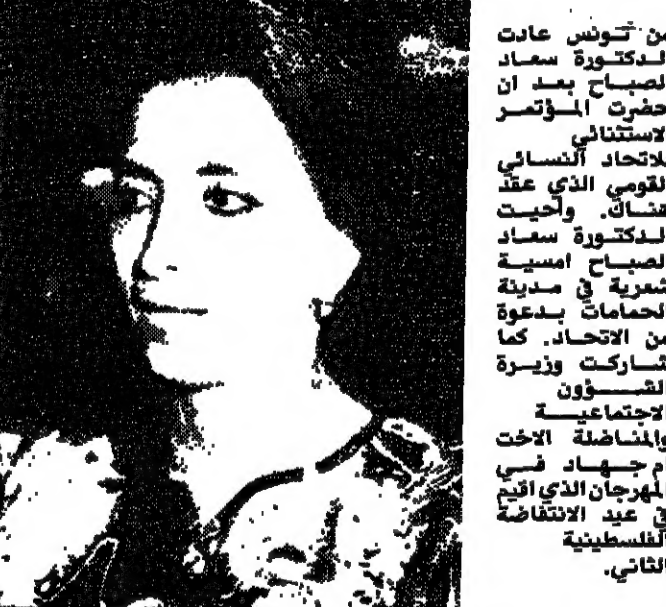 من تونس عادت
الدكتورة سعاد
الصباح بعد ان
حضرت المؤتمر
الاستثنائي
للاتحاد النسائي
القومي الذي عقد
هناك. واحيت
الدكتورة سعاد
الصباح امسية
شعرية في مدينة
الحمامات بدعوة
من الاتحاد. كما
شاركت وزيرة
الشؤون
الاجتماعية
والمناضلة الاخت
ام جهاد في
المهرجان الذي اقيم
في عيد الانتفاضة
الفلسطينية
الثاني.